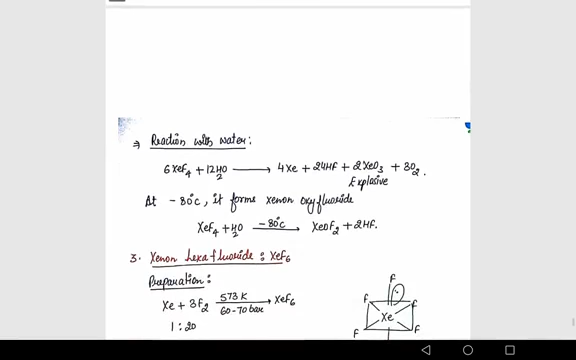 ⇒ Reaction with water:
6XeF₄ + 12H₂O ⟶ 4Xe + 24HF + 2XeO₃ + 3O₂.
Explosive
At -80°C, it forms xenon oxyfluoride
XeF₄ + H₂O -80°C ⟶ XeOF₂ + 2HF.
3. Xenon hexafluoride : XeF₆
Preparation:
Xe + 3F₂ 573 K ⟶ 60-70 bar XeF₆
1 : 20
F
F F
Xe
F F